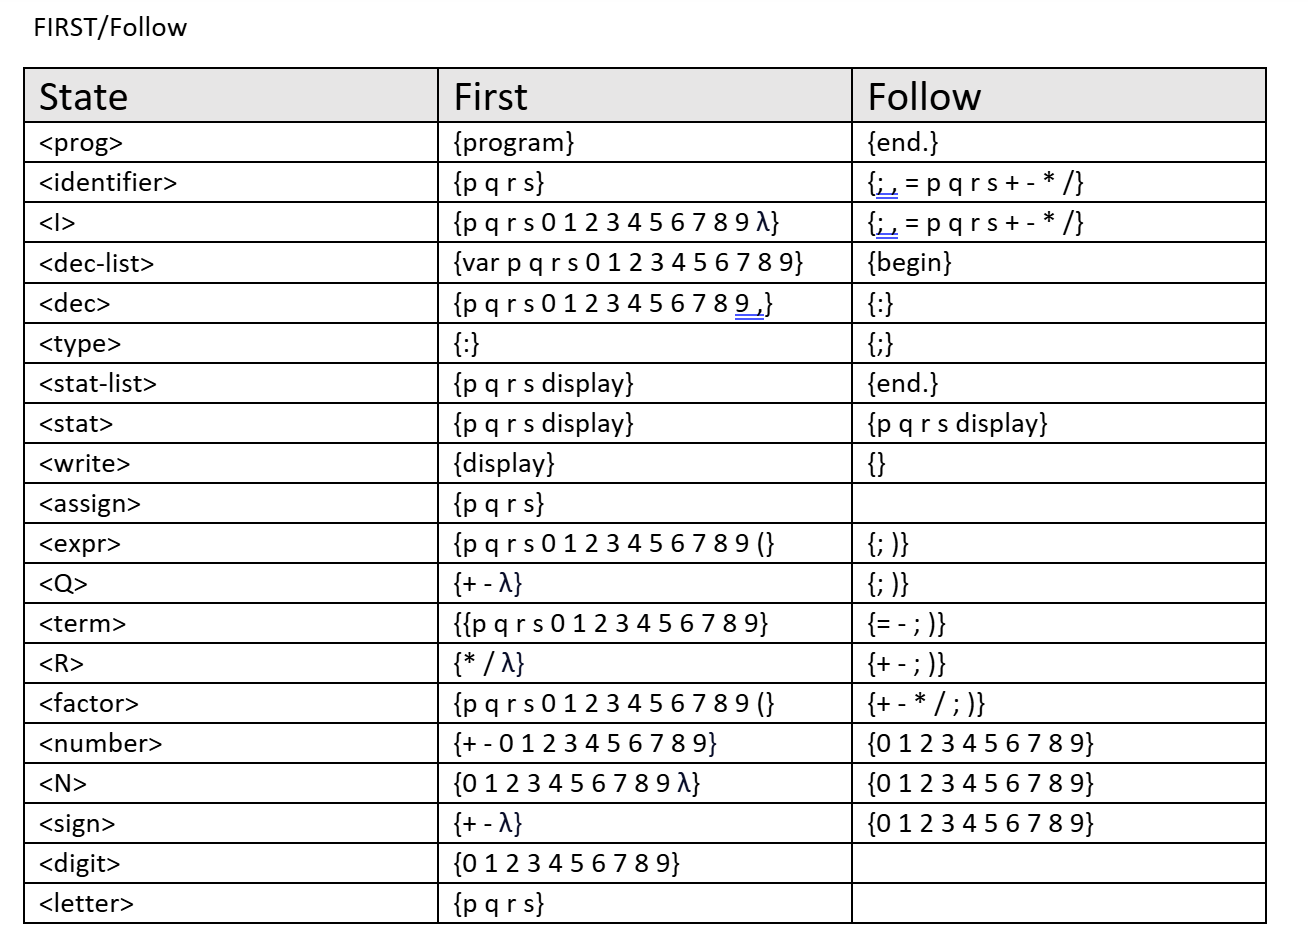 FIRST/Follow
State First Follow
<prog> {program} {end.}
<identifier> {p q r s} {; , = p q r s + - * /}
<I> {p q r s 0 1 2 3 4 5 6 7 8 9 λ} {; , = p q r s + - * /}
<dec-list> {var p q r s 0 1 2 3 4 5 6 7 8 9} {begin}
<dec> {p q r s 0 1 2 3 4 5 6 7 8 9 ,} {:}
<type> {:} {;}
<stat-list> {p q r s display} {end.}
<stat> {p q r s display} {p q r s display}
<write> {display} {}
<assign> {p q r s}
<expr> {p q r s 0 1 2 3 4 5 6 7 8 9 (} {; )}
<Q> {+ - λ} {; )}
<term> {{p q r s 0 1 2 3 4 5 6 7 8 9} {= - ; )}
<R> {* / λ} {+ - ; )}
<factor> {p q r s 0 1 2 3 4 5 6 7 8 9 (} {+ - * / ; )}
<number> {+ - 0 1 2 3 4 5 6 7 8 9} {0 1 2 3 4 5 6 7 8 9}
<N> {0 1 2 3 4 5 6 7 8 9 λ} {0 1 2 3 4 5 6 7 8 9}
<sign> {+ - λ} {0 1 2 3 4 5 6 7 8 9}
<digit> {0 1 2 3 4 5 6 7 8 9}
<letter> {p q r s}